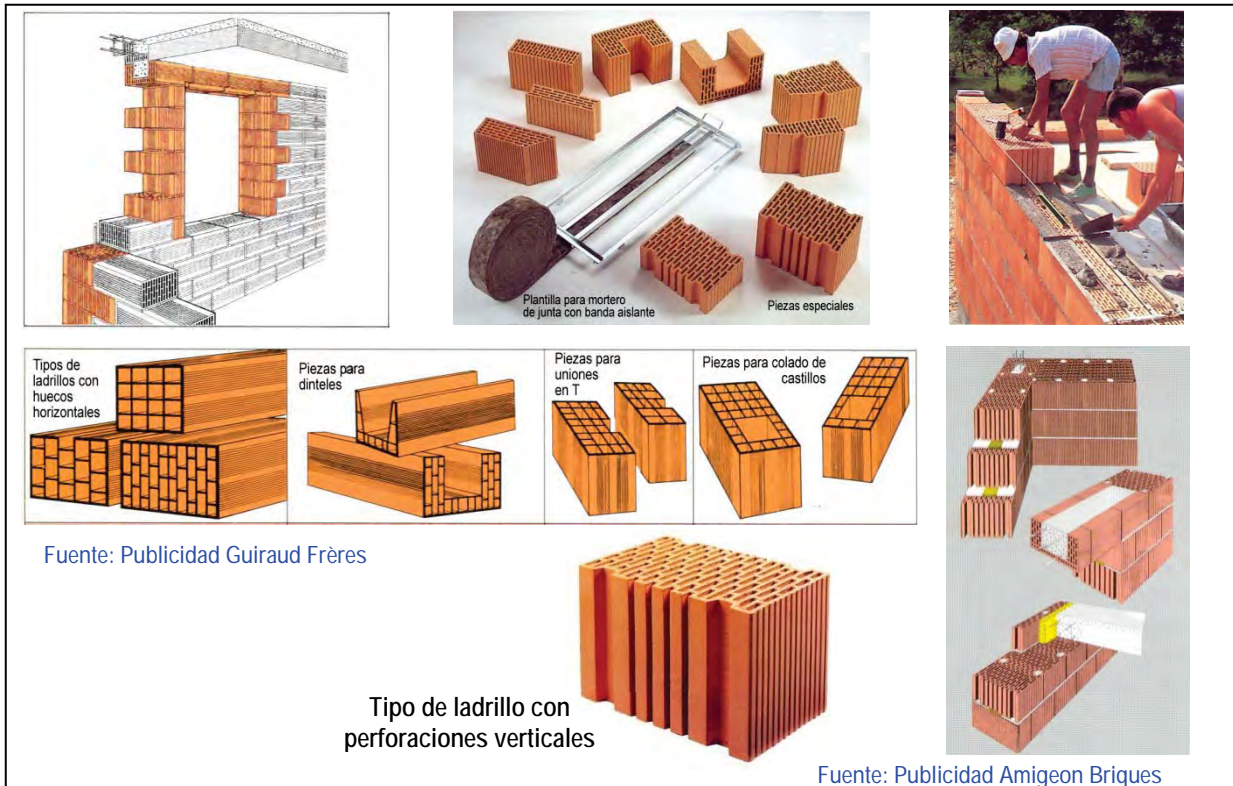 Plantilla para mortero
de junta con banda aislante
Piezas especiales
Tipos de
ladrillos con
huecos
horizontales
Piezas para
dinteles
Piezas para
uniones
en T
Piezas para colado de
castillos
Fuente: Publicidad Guiraud Frères
Tipo de ladrillo con
perforaciones verticales
Fuente: Publicidad Amigeon Briques